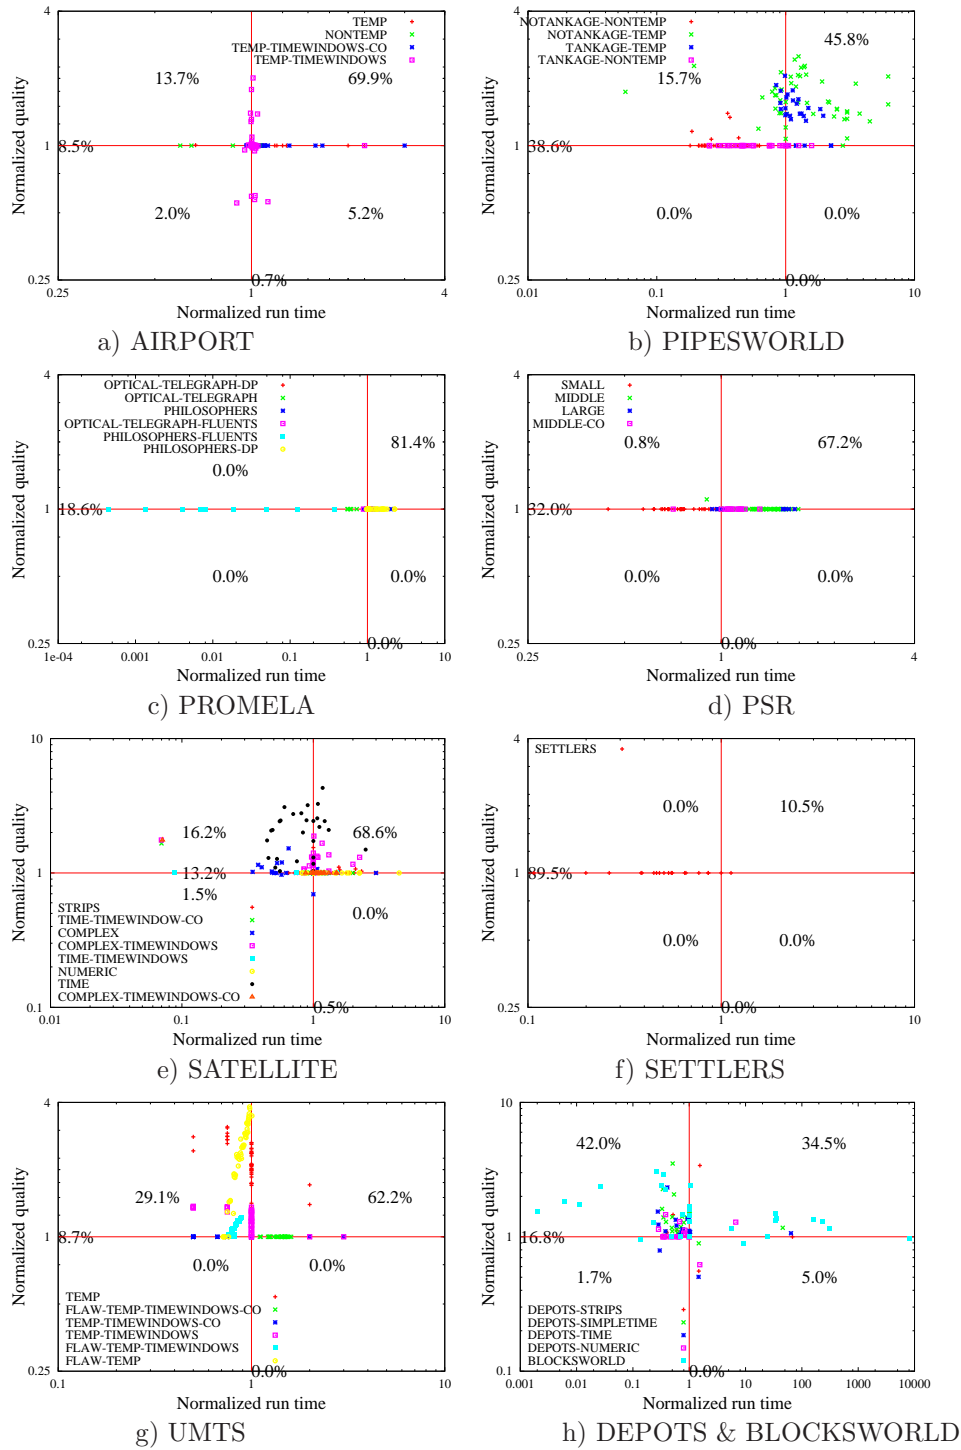 4
TEMP
NONTEMP
TEMP-TIMEWINDOWS-CO
TEMP-TIMEWINDOWS
13.7%
69.9%
Normalized quality
1
8.5%
2.0%
5.2%
0.25
0.7%
0.25
1
4
Normalized run time
a) AIRPORT
4
NOTANKAGE-NONTEMP
NOTANKAGE-TEMP
TANKAGE-TEMP
TANKAGE-NONTEMP
45.8%
15.7%
Normalized quality
1
38.6%
0.0%
0.0%
0.25
0.0%
0.01
0.1
1
10
Normalized run time
b) PIPESWORLD
4
OPTICAL-TELEGRAPH-DP
OPTICAL-TELEGRAPH
PHILOSOPHERS
OPTICAL-TELEGRAPH-FLUENTS
PHILOSOPHERS-FLUENTS
PHILOSOPHERS-DP
81.4%
0.0%
Normalized quality
1
18.6%
0.0%
0.0%
0.25
0.0%
1e-04
0.001
0.01
0.1
1
10
Normalized run time
c) PROMELA
4
SMALL
MIDDLE
LARGE
MIDDLE-CO
0.8%
67.2%
Normalized quality
1
32.0%
0.0%
0.0%
0.25
0.0%
0.25
1
4
Normalized run time
d) PSR
10
16.2%
68.6%
Normalized quality
1
13.2%
1.5%
0.0%
STRIPS
TIME-TIMEWINDOW-CO
COMPLEX
COMPLEX-TIMEWINDOWS
TIME-TIMEWINDOWS
NUMERIC
TIME
COMPLEX-TIMEWINDOWS-CO
0.1
0.5%
0.01
0.1
1
10
Normalized run time
e) SATELLITE
4
SETTLERS
0.0%
10.5%
Normalized quality
1
89.5%
0.0%
0.0%
0.25
0.0%
0.1
1
10
Normalized run time
f) SETTLERS
4
29.1%
62.2%
Normalized quality
1
8.7%
0.0%
0.0%
TEMP
FLAW-TEMP-TIMEWINDOWS-CO
TEMP-TIMEWINDOWS-CO
TEMP-TIMEWINDOWS
FLAW-TEMP-TIMEWINDOWS
FLAW-TEMP
0.25
0.0%
0.1
1
10
Normalized run time
g) UMTS
10
42.0%
34.5%
Normalized quality
1
16.8%
1.7%
5.0%
DEPOTS-STRIPS
DEPOTS-SIMPLETIME
DEPOTS-TIME
DEPOTS-NUMERIC
BLOCKSWORLD
0.1
0.0%
0.001
0.01
0.1
1
10
100
1000
10000
Normalized run time
h) DEPOTS & BLOCKSWORLD